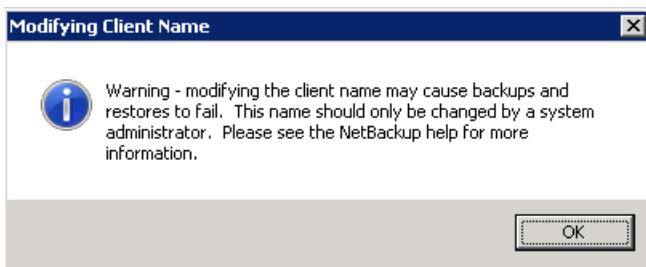 Modifying Client Name
Warning - modifying the client name may cause backups and
restores to fail.  This name should only be changed by a system
administrator.  Please see the NetBackup help for more
information.
OK